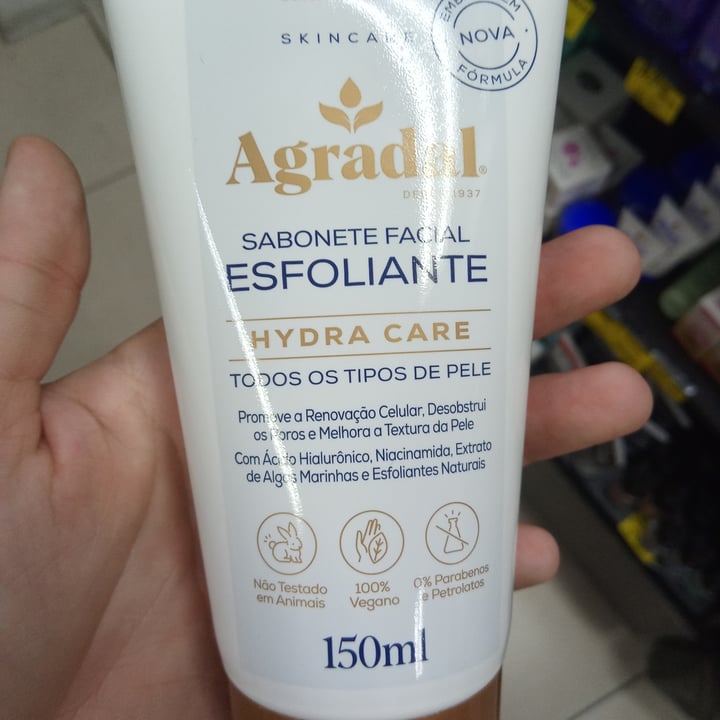 SKINCARE
NOVA
FÓRMULA
Agradal®
1937
SABONETE FACIAL
ESFOLIANTE
HYDRA CARE
TODOS OS TIPOS DE PELE
Promove a Renovação Celular, Desobstrui
os Poros e Melhora a Textura da Pele
Com Ácido Hialurônico, Niacinamida, Extrato
de Algas Marinhas e Esfoliantes Naturais
Não Testado
em Animais
100%
Vegano
0% Parabenos
e Petrolatos
150ml